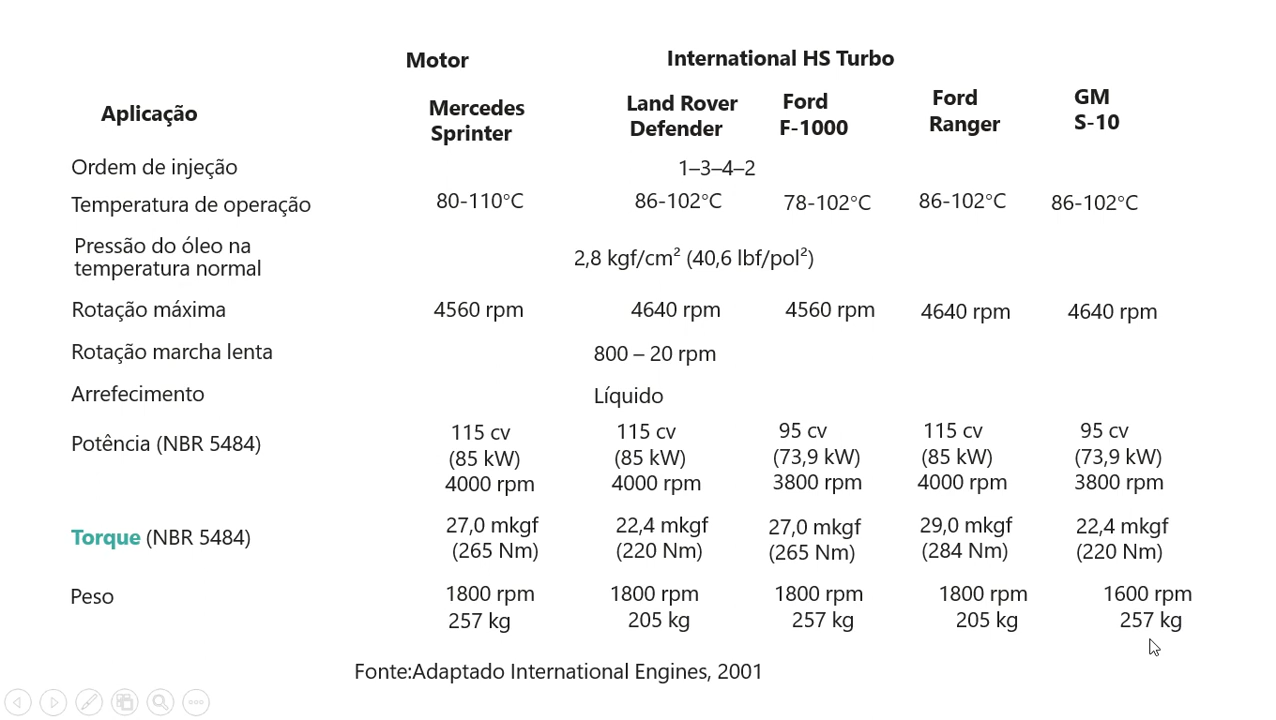 Motor International HS Turbo
Aplicação Mercedes Sprinter Land Rover Defender Ford F-1000 Ford Ranger GM S-10
Ordem de injeção 1–3–4–2
Temperatura de operação 80-110°C 86-102°C 78-102°C 86-102°C 86-102°C
Pressão do óleo na
temperatura normal 2,8 kgf/cm² (40,6 lbf/pol²)
Rotação máxima 4560 rpm 4640 rpm 4560 rpm 4640 rpm 4640 rpm
Rotação marcha lenta 800 – 20 rpm
Arrefecimento Líquido
Potência (NBR 5484) 115 cv 115 cv 95 cv 115 cv 95 cv
(85 kW) (85 kW) (73,9 kW) (85 kW) (73,9 kW)
4000 rpm 4000 rpm 3800 rpm 4000 rpm 3800 rpm
Torque (NBR 5484) 27,0 mkgf 22,4 mkgf 27,0 mkgf 29,0 mkgf 22,4 mkgf
(265 Nm) (220 Nm) (265 Nm) (284 Nm) (220 Nm)
Peso 1800 rpm 1800 rpm 1800 rpm 1800 rpm 1600 rpm
257 kg 205 kg 257 kg 205 kg 257 kg
Fonte:Adaptado International Engines, 2001